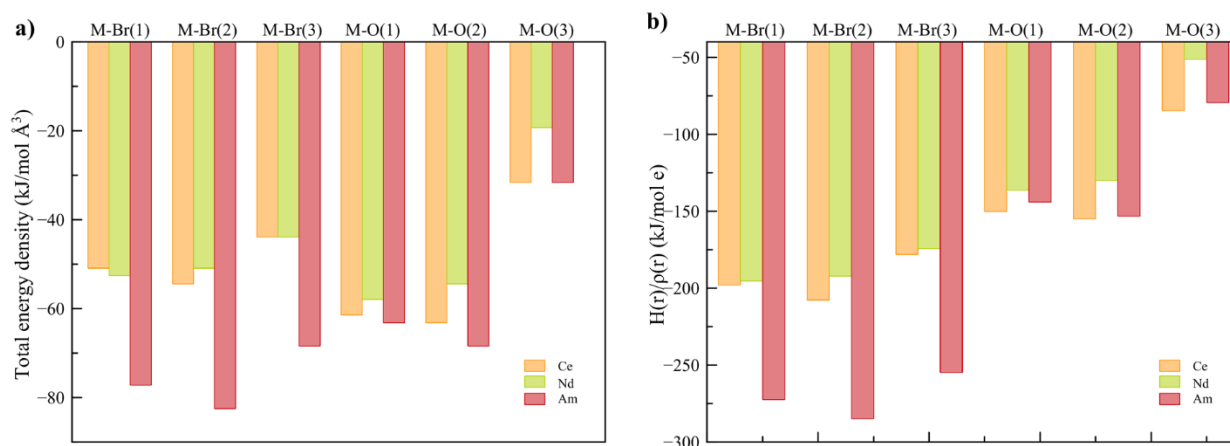 a)
M-Br(1) M-Br(2) M-Br(3) M-O(1) M-O(2) M-O(3)
Total energy density (kJ/mol Å³)
0
−20
−40
−60
−80
Ce
Nd
Am
b)
M-Br(1) M-Br(2) M-Br(3) M-O(1) M-O(2) M-O(3)
H(r)/ρ(r) (kJ/mol e)
−50
−100
−150
−200
−250
−300
Ce
Nd
Am